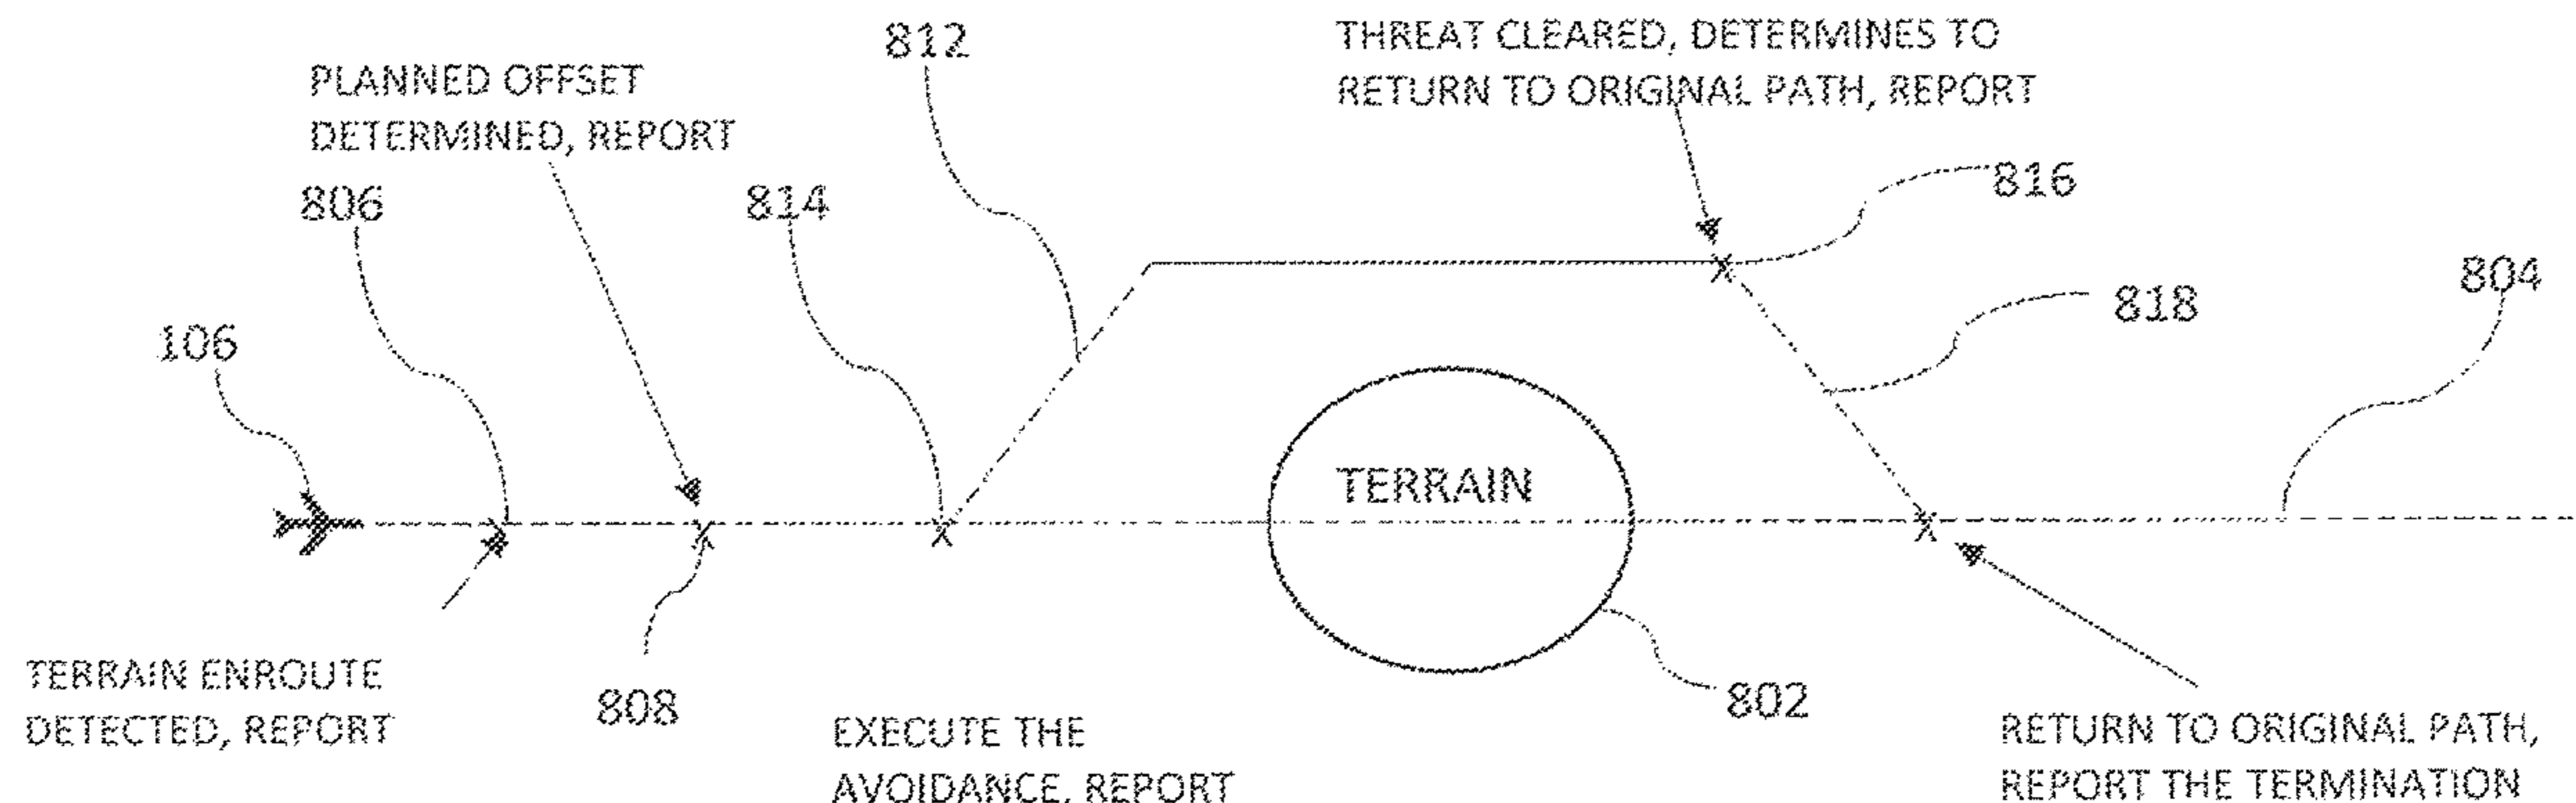 812
THREAT CLEARED, DETERMINES TO
RETURN TO ORIGINAL PATH, REPORT
PLANNED OFFSET
DETERMINED, REPORT
806
814
816
818
804
106
TERRAIN
TERRAIN ENROUTE
DETECTED, REPORT
808
802
EXECUTE THE
AVOIDANCE, REPORT
RETURN TO ORIGINAL PATH,
REPORT THE TERMINATION